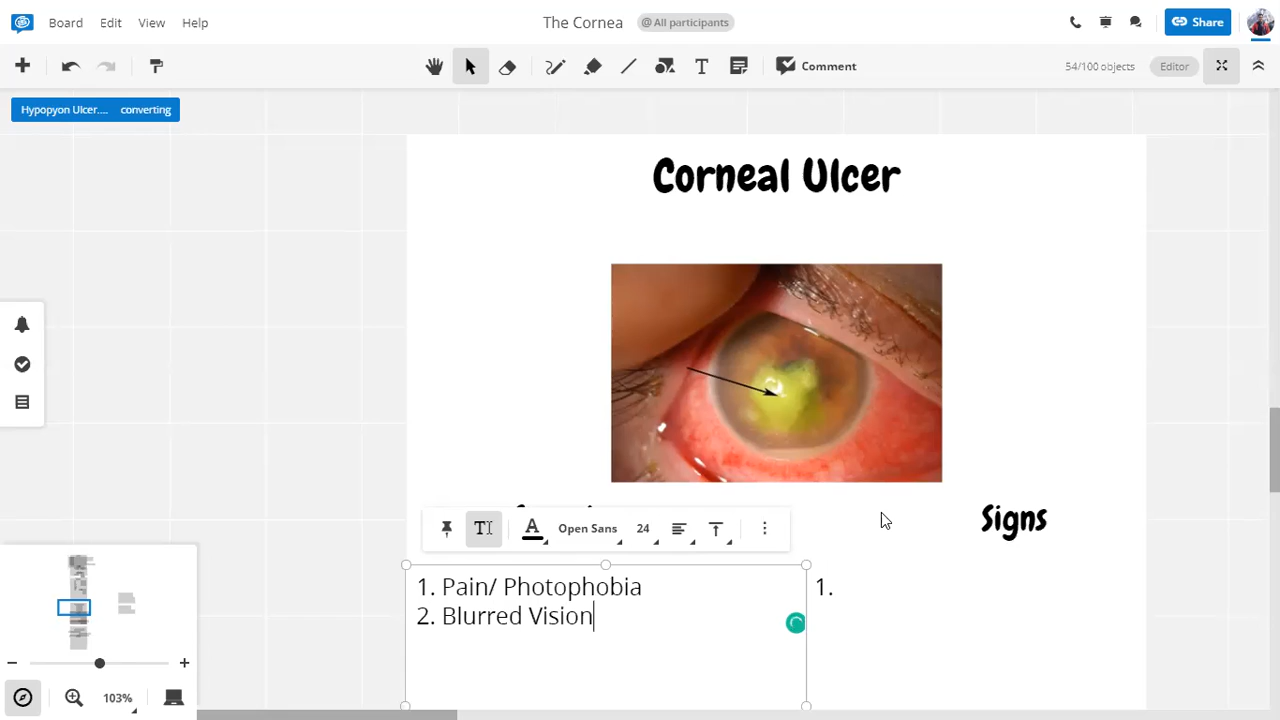 Board Edit View Help
The Cornea
@ All participants
Share
Comment
54/100 objects
Editor
Hypopyon Ulcer.... converting
Corneal Ulcer
Signs
Open Sans 24
1. Pain/ Photophobia
2. Blurred Vision
1.
103%